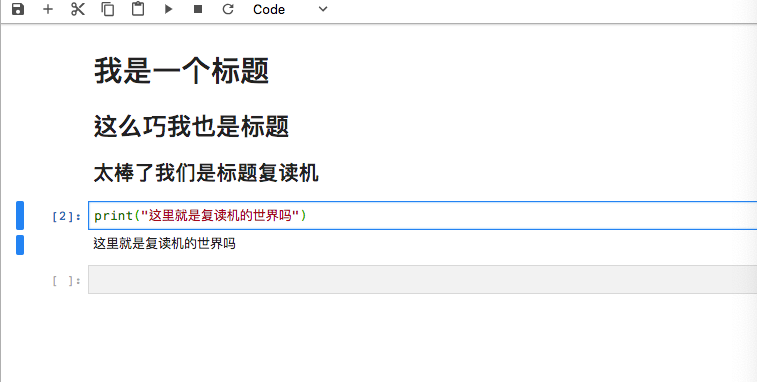 Code
我是一个标题
这么巧我也是标题
太棒了我们是标题复读机
[2]: print("这里就是复读机的世界吗")
这里就是复读机的世界吗
[ ]: